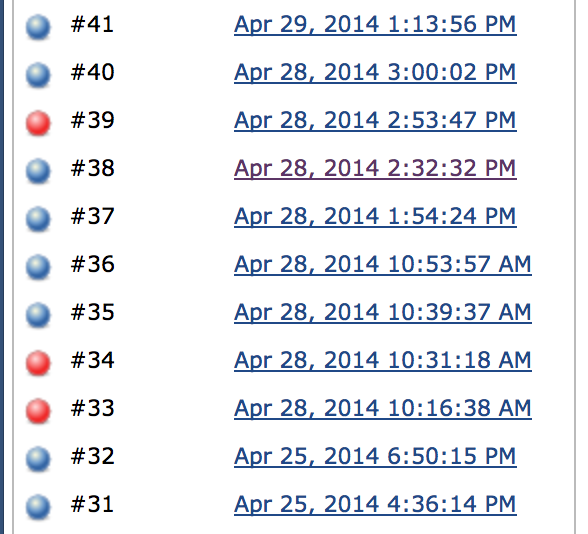 #41 Apr 29, 2014 1:13:56 PM
#40 Apr 28, 2014 3:00:02 PM
#39 Apr 28, 2014 2:53:47 PM
#38 Apr 28, 2014 2:32:32 PM
#37 Apr 28, 2014 1:54:24 PM
#36 Apr 28, 2014 10:53:57 AM
#35 Apr 28, 2014 10:39:37 AM
#34 Apr 28, 2014 10:31:18 AM
#33 Apr 28, 2014 10:16:38 AM
#32 Apr 25, 2014 6:50:15 PM
#31 Apr 25, 2014 4:36:14 PM